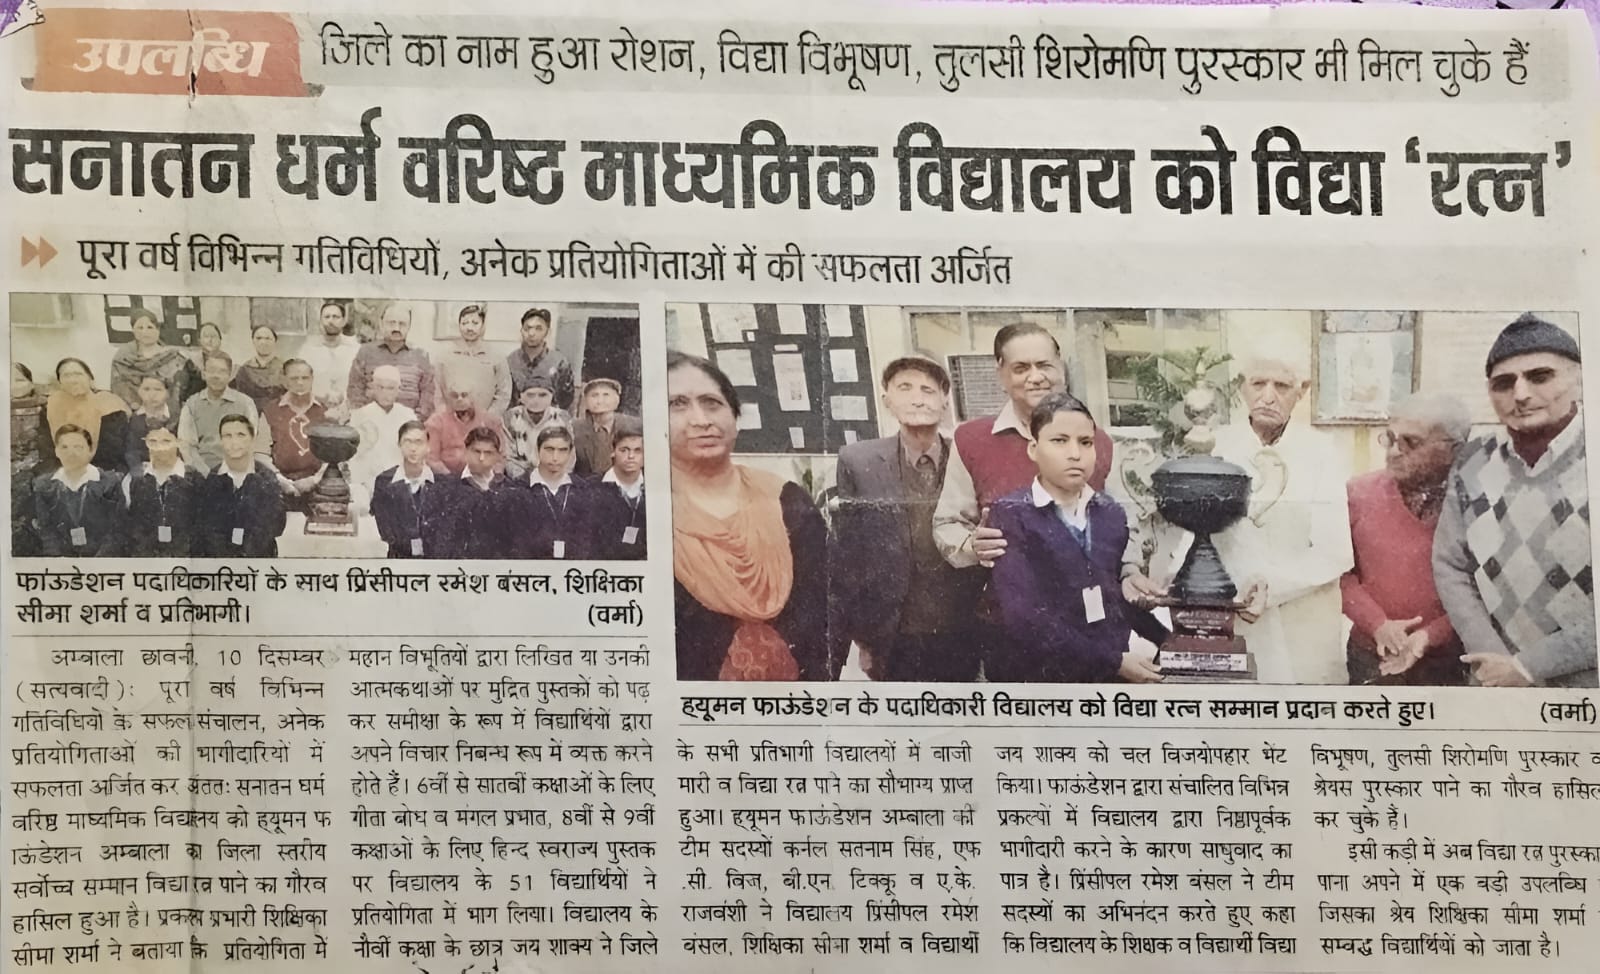 उपलब्धि
जिले का नाम हुआ रोशन, विद्या विभूषण, तुलसी शिरोमणि पुरस्कार भी मिल चुके हैं
सनातन धर्म वरिष्ठ माध्यमिक विद्यालय को विद्या ‘रत्न’
पूरा वर्ष विभिन्न गतिविधियों, अनेक प्रतियोगिताओं में की सफलता अर्जित
फाऊंडेशन पदाधिकारियों के साथ प्रिंसीपल रमेश बंसल, शिक्षिका
सीमा शर्मा व प्रतिभागी। (वर्मा)
ह्यूमन फाऊंडेशन के पदाधिकारी विद्यालय को विद्या रत्न सम्मान प्रदान करते हुए। (वर्मा)
अम्बाला छावनी, 10 दिसम्बर
(सत्यवादी): पूरा वर्ष विभिन्न
गतिविधियों के सफल संचालन, अनेक
प्रतियोगिताओं की भागीदारियों में
सफलता अर्जित कर अंततः सनातन धर्म
वरिष्ठ माध्यमिक विद्यालय को ह्यूमन फ
ाऊंडेशन अम्बाला का जिला स्तरीय
सर्वोच्च सम्मान विद्या रत्न पाने का गौरव
हासिल हुआ है। प्रकल्प प्रभारी शिक्षिका
सीमा शर्मा ने बताया कि प्रतियोगिता में
महान विभूतियों द्वारा लिखित या उनकी
आत्मकथाओं पर मुद्रित पुस्तकों को पढ़
कर समीक्षा के रूप में विद्यार्थियों द्वारा
अपने विचार निबन्ध रूप में व्यक्त करने
होते हैं। 6वीं से सातवीं कक्षाओं के लिए
गीता बोध व मंगल प्रभात, 8वीं से 9वीं
कक्षाओं के लिए हिन्द स्वराज्य पुस्तक
पर विद्यालय के 51 विद्यार्थियों ने
प्रतियोगिता में भाग लिया। विद्यालय के
नौवीं कक्षा के छात्र जय शाक्य ने जिले
के सभी प्रतिभागी विद्यालयों में बाजी
मारी व विद्या रत्न पाने का सौभाग्य प्राप्त
हुआ। ह्यूमन फाऊंडेशन अम्बाला की
टीम सदस्यों कर्नल सतनाम सिंह, एफ
.सी. विज, बी.एन. टिक्कू व ए.के.
राजवंशी ने विद्यालय प्रिंसीपल रमेश
बंसल, शिक्षिका सीमा शर्मा व विद्यार्थी
जय शाक्य को चल विजयोपहार भेंट
किया। फाऊंडेशन द्वारा संचालित विभिन्न
प्रकल्पों में विद्यालय द्वारा निष्ठापूर्वक
भागीदारी करने के कारण साधुवाद का
पात्र है। प्रिंसीपल रमेश बंसल ने टीम
सदस्यों का अभिनंदन करते हुए कहा
कि विद्यालय के शिक्षक व विद्यार्थी विद्या
विभूषण, तुलसी शिरोमणि पुरस्कार व
श्रेयस पुरस्कार पाने का गौरव हासिल
कर चुके हैं।
इसी कड़ी में अब विद्या रत्न पुरस्का
पाना अपने में एक बड़ी उपलब्धि
जिसका श्रेय शिक्षिका सीमा शर्मा
सम्बद्ध विद्यार्थियों को जाता है।